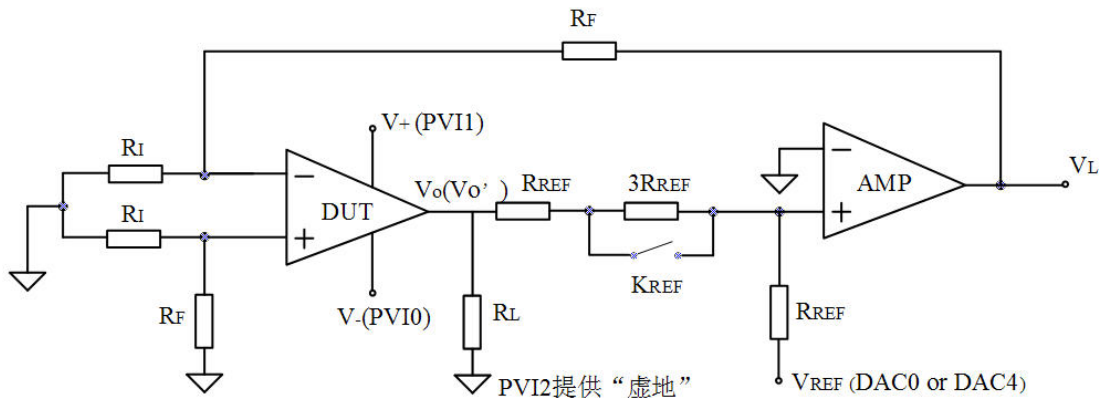 RF
V+(PVI1)
RI
Vo(Vo’)
RREF
3RREF
AMP
VL
DUT
RI
KREF
RF
V-(PVI0)
RL
RREF
PVI2提供“虚地”
VREF (DAC0 or DAC4)